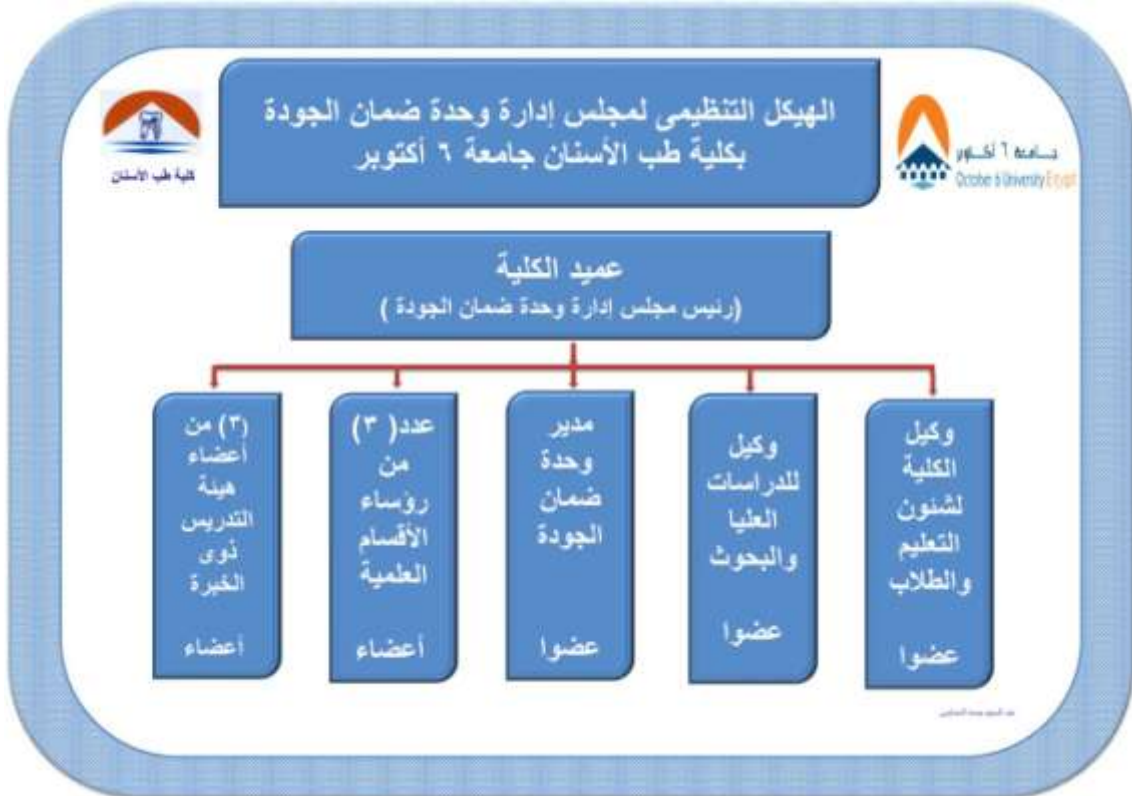 الهيكل التنظيمى لمجلس إدارة وحدة ضمان الجودة
بكلية طب الأسنان جامعة ٦ أكتوبر
كلية طب الأسنان
جامعة ٦ أكتوبر
October 6 University Egypt
عميد الكلية
(رئيس مجلس إدارة وحدة ضمان الجودة )
وكيل
الكلية
لشئون
التعليم
والطلاب
عضوا
وكيل
للدراسات
العليا
والبحوث
عضوا
مدير
وحدة
ضمان
الجودة
عضوا
عدد( ٣)
من
رؤساء
الأقسام
العلمية
أعضاء
(٣) من
أعضاء
هيئة
التدريس
ذوى
الخبرة
أعضاء